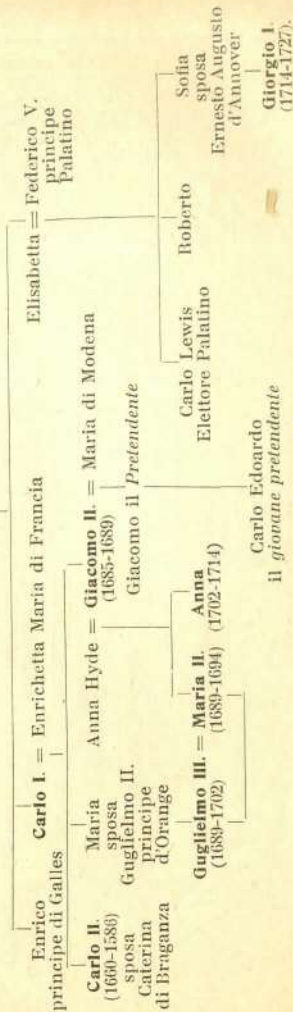 Enrico
principe di Galles
Carlo I. = Enrichetta Maria di Francia
Elisabetta = Federico V.
principe
Palatino
Carlo II.
(1660-1586)
sposa
Caterina
di Braganza
Maria
sposa
Guglielmo II.
principe
d'Orange
Anna Hyde = Giacomo II. = Maria di Modena
(1685-1689)
Giacomo il Pretendente
Carlo Lewis
Elettore Palatino
Roberto
Sofia
sposa
Ernesto Augusto
d'Annover
Guglielmo III. = Maria II.
(1689-1702)
(1689-1694)
Anna
(1702-1714)
Carlo Edoardo
il giovane pretendente
Giorgio I.
(1714-1727).